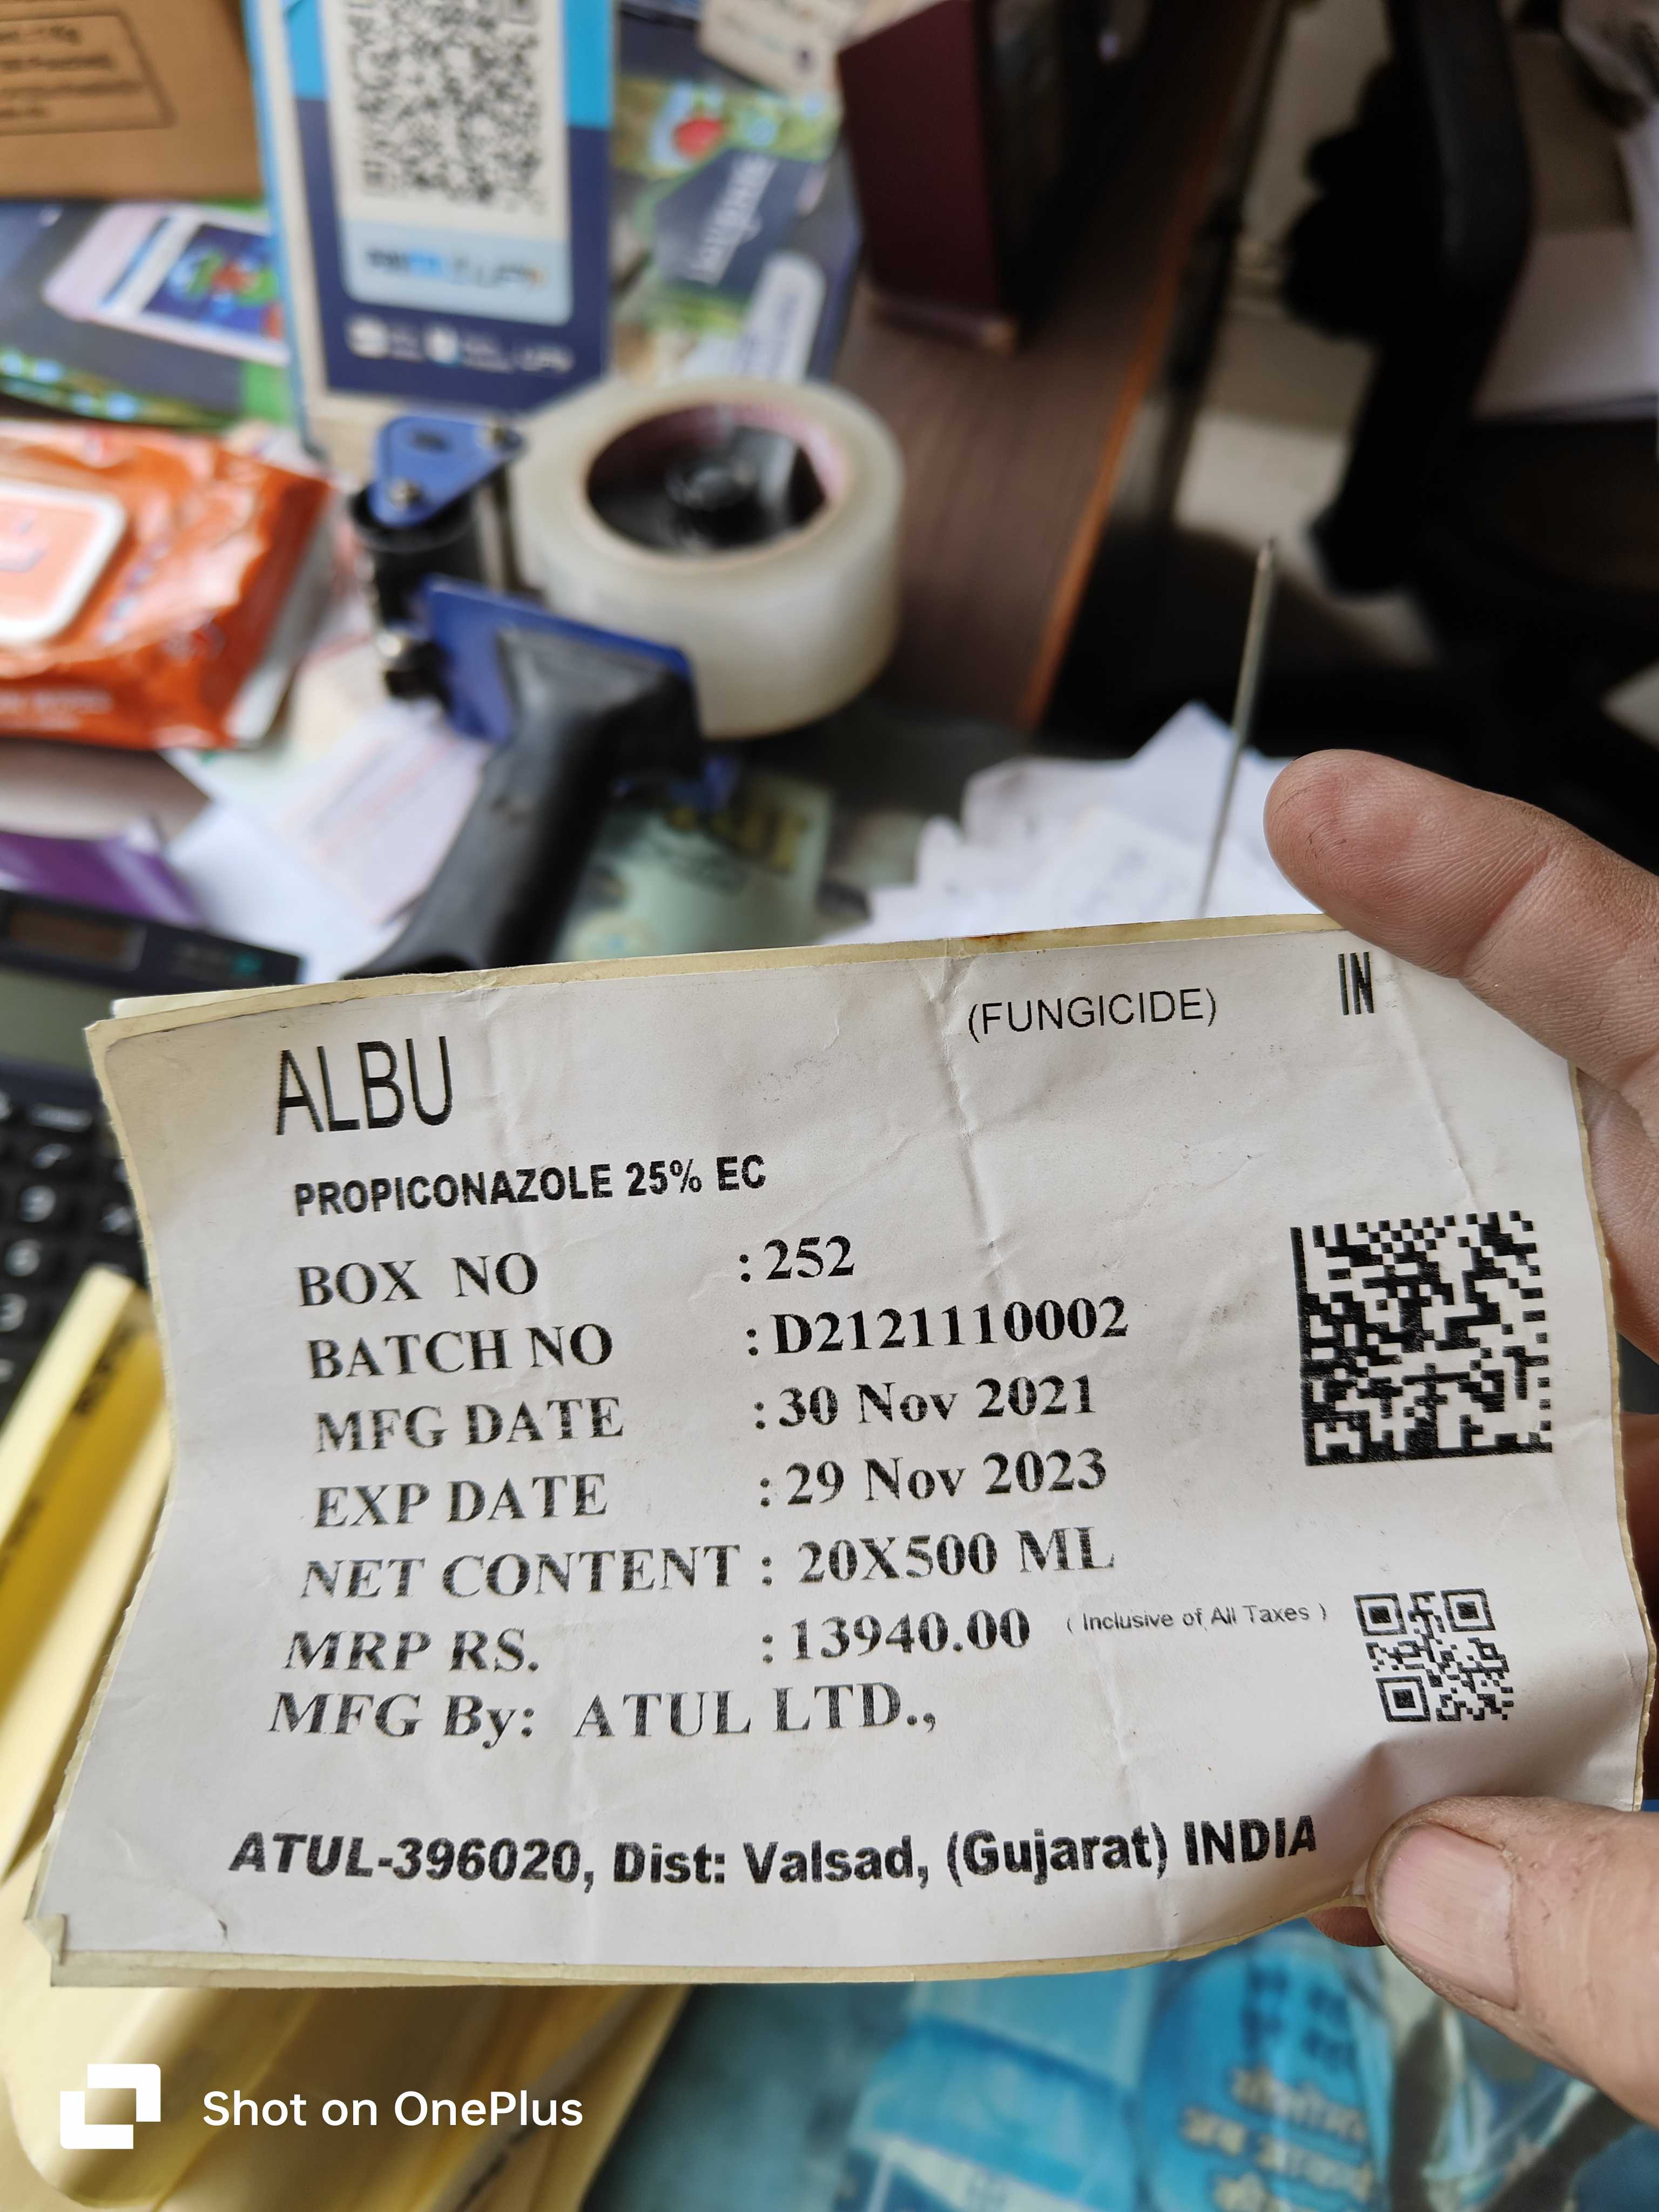 (FUNGICIDE) IN
ALBU
PROPICONAZOLE 25% EC
BOX NO : 252
BATCH NO : D2121110002
MFG DATE : 30 Nov 2021
EXP DATE : 29 Nov 2023
NET CONTENT : 20X500 ML
MRP RS. : 13940.00 ( Inclusive of All Taxes )
MFG By: ATUL LTD.,
ATUL-396020, Dist: Valsad, (Gujarat) INDIA
Shot on OnePlus